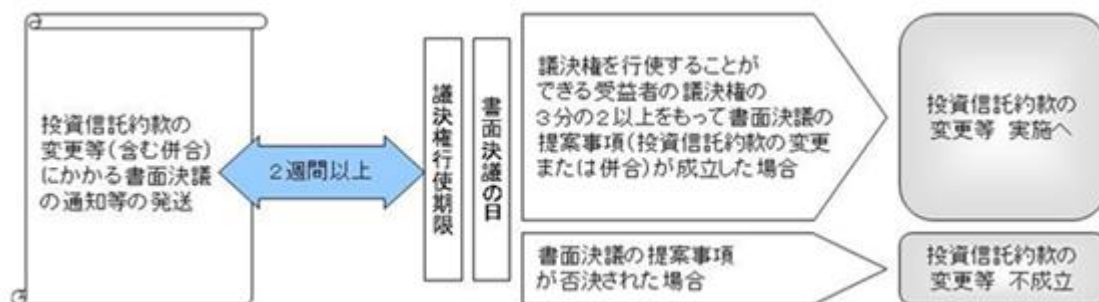 投資信託約款の
変更等(含む併合)
にかかる書面決議
の通知等の発送
2週間以上
議決権行使期限
書面決議の日
議決権を行使することが
できる受益者の議決権の
3分の2以上をもって書面決議の
提案事項(投資信託約款の変更
または併合)が成立した場合
投資信託約款の
変更等 実施へ
書面決議の提案事項
が否決された場合
投資信託約款の
変更等 不成立